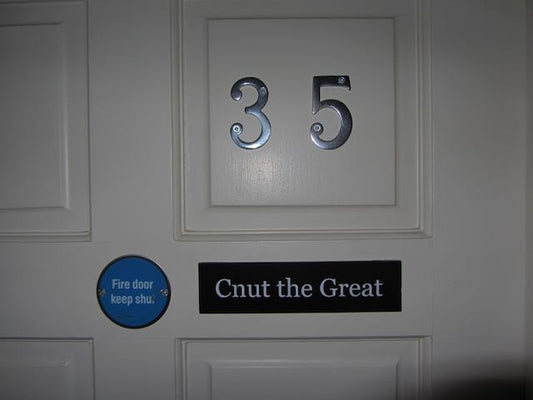 35
Fire door
keep shut
Cnut the Great